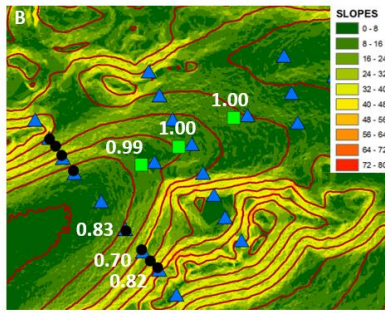 B
SLOPES
0 - 8
8 - 16
16 - 24
24 - 32
32 - 40
40 - 48
48 - 56
56 - 64
64 - 72
72 - 80
1.00
1.00
0.99
0.83
0.70
0.82